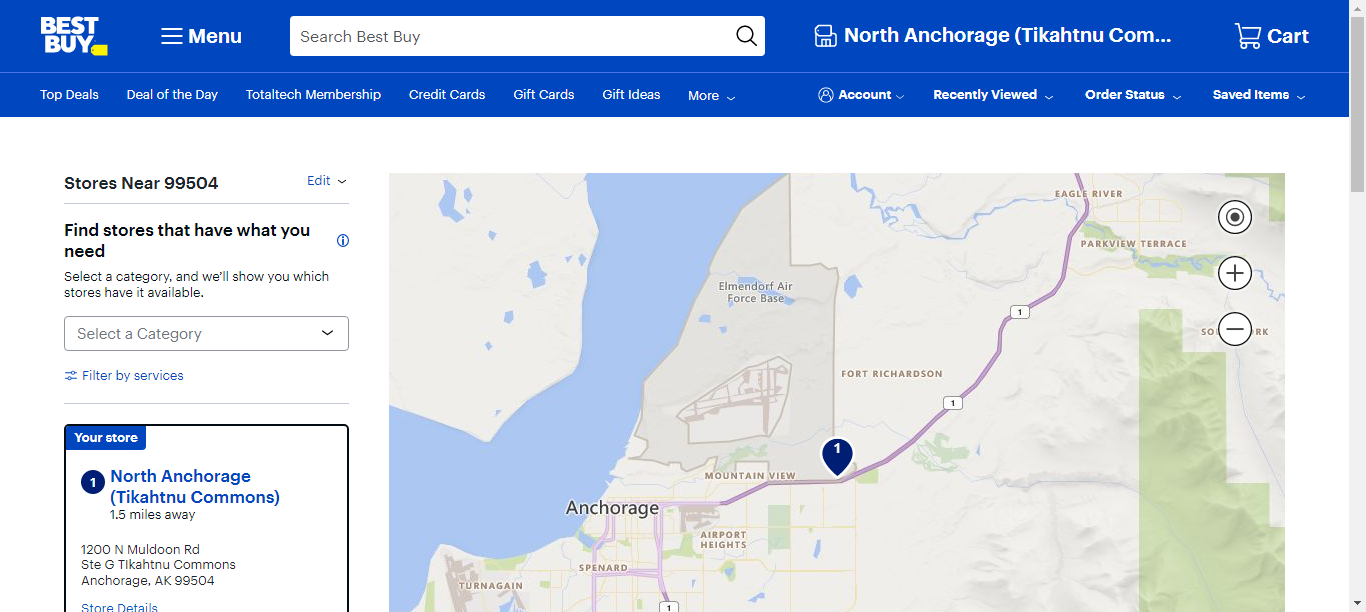 BEST
BUY
Menu
Search Best Buy
North Anchorage (Tikahtnu Com...
Cart
Top Deals
Deal of the Day
Totaltech Membership
Credit Cards
Gift Cards
Gift Ideas
More
Account
Recently Viewed
Order Status
Saved Items
Stores Near 99504
Edit
Find stores that have what you
need
Select a category, and we'll show you which
stores have it available.
Select a Category
Filter by services
Your store
1
North Anchorage
(Tikahtnu Commons)
1.5 miles away
1200 N Muldoon Rd
Ste G TIkahtnu Commons
Anchorage, AK 99504
Store Details
EAGLE RIVER
PARKVIEW TERRACE
Elmendorf Air
Force Base
1
FORT RICHARDSON
1
1
MOUNTAIN VIEW
Anchorage
AIRPORT
HEIGHTS
SPENARD
TURNAGAIN
1